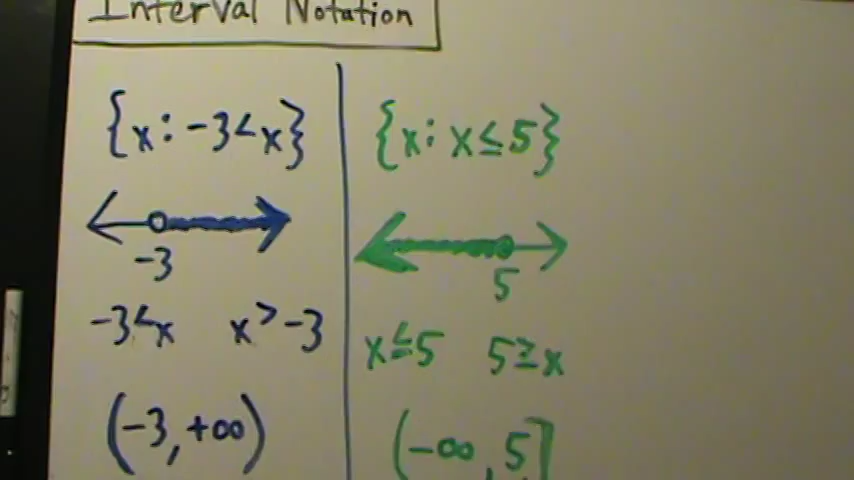 Interval Notation
{x: -3<x}
-3
-3<x x>-3
(-3, +∞)
{x: x≤5}
5
x≤5 5≥x
(-∞, 5]